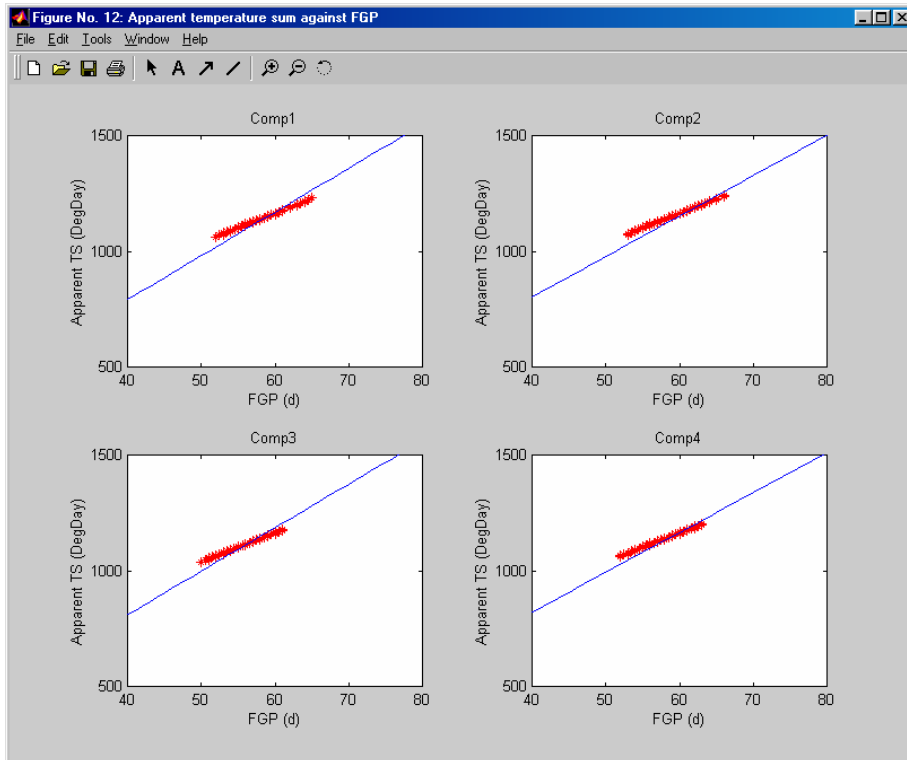 Figure No. 12: Apparent temperature sum against FGP
File Edit Tools Window Help
A
Comp1
1500
1000
500
Apparent TS (DegDay)
40 50 60 70 80
FGP (d)
Comp2
1500
1000
500
Apparent TS (DegDay)
40 50 60 70 80
FGP (d)
Comp3
1500
1000
500
Apparent TS (DegDay)
40 50 60 70 80
FGP (d)
Comp4
1500
1000
500
Apparent TS (DegDay)
40 50 60 70 80
FGP (d)